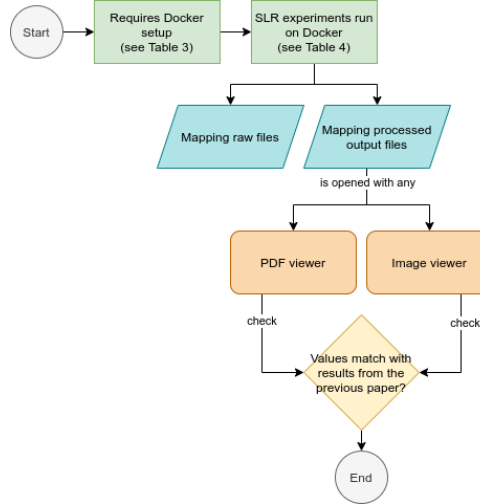 Start
Requires Docker
setup
(see Table 3)
SLR experiments run
on Docker
(see Table 4)
Mapping raw files
Mapping processed
output files
is opened with any
PDF viewer
Image viewer
check
check
Values match with
results from the
previous paper?
End